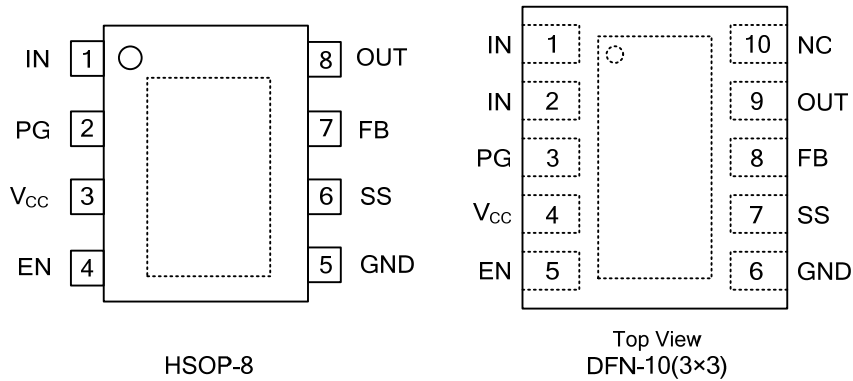 IN 1 8 OUT
PG 2 7 FB
VCC 3 6 SS
EN 4 5 GND
HSOP-8
IN 1 10 NC
IN 2 9 OUT
PG 3 8 FB
VCC 4 7 SS
EN 5 6 GND
Top View
DFN-10(3×3)